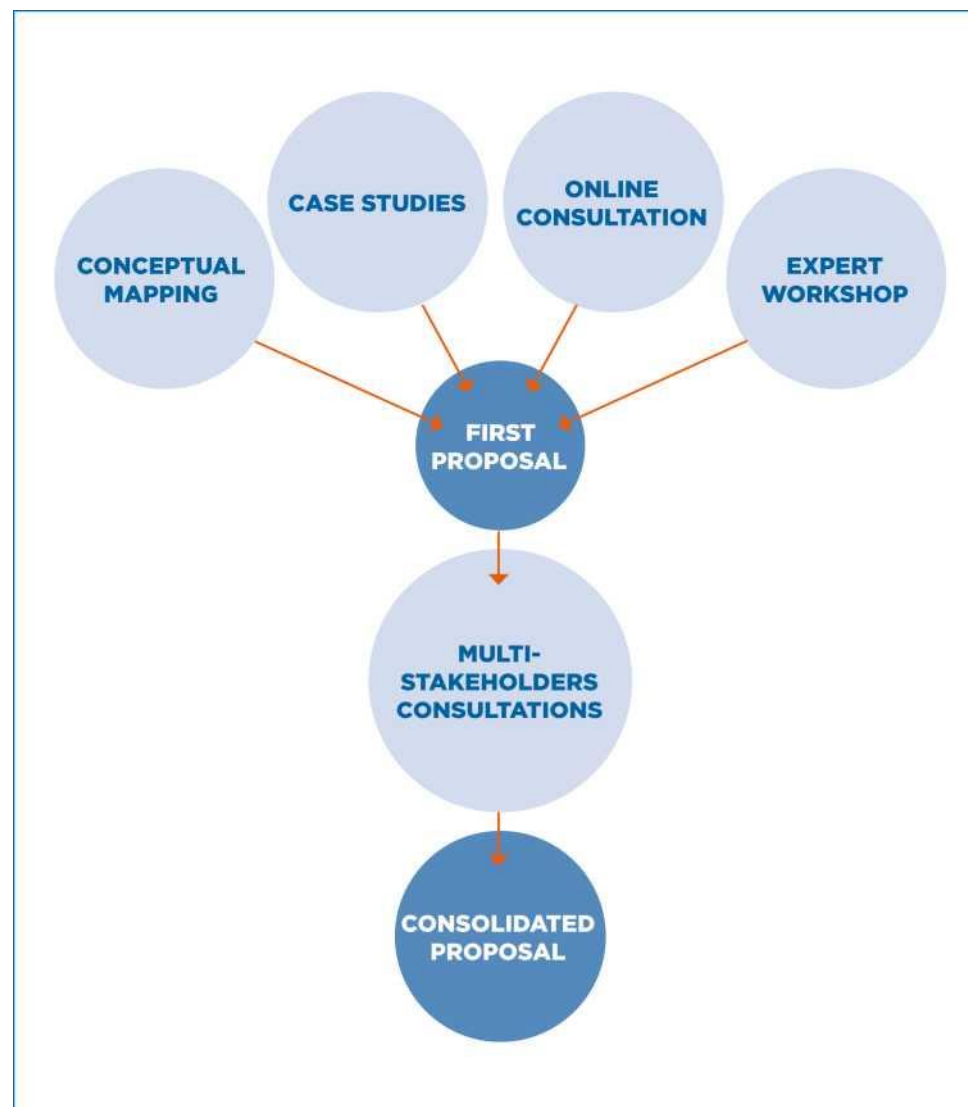 CASE STUDIES
ONLINE
CONSULTATION
CONCEPTUAL
MAPPING
EXPERT
WORKSHOP
FIRST
PROPOSAL
MULTI-
STAKEHOLDERS
CONSULTATIONS
CONSOLIDATED
PROPOSAL